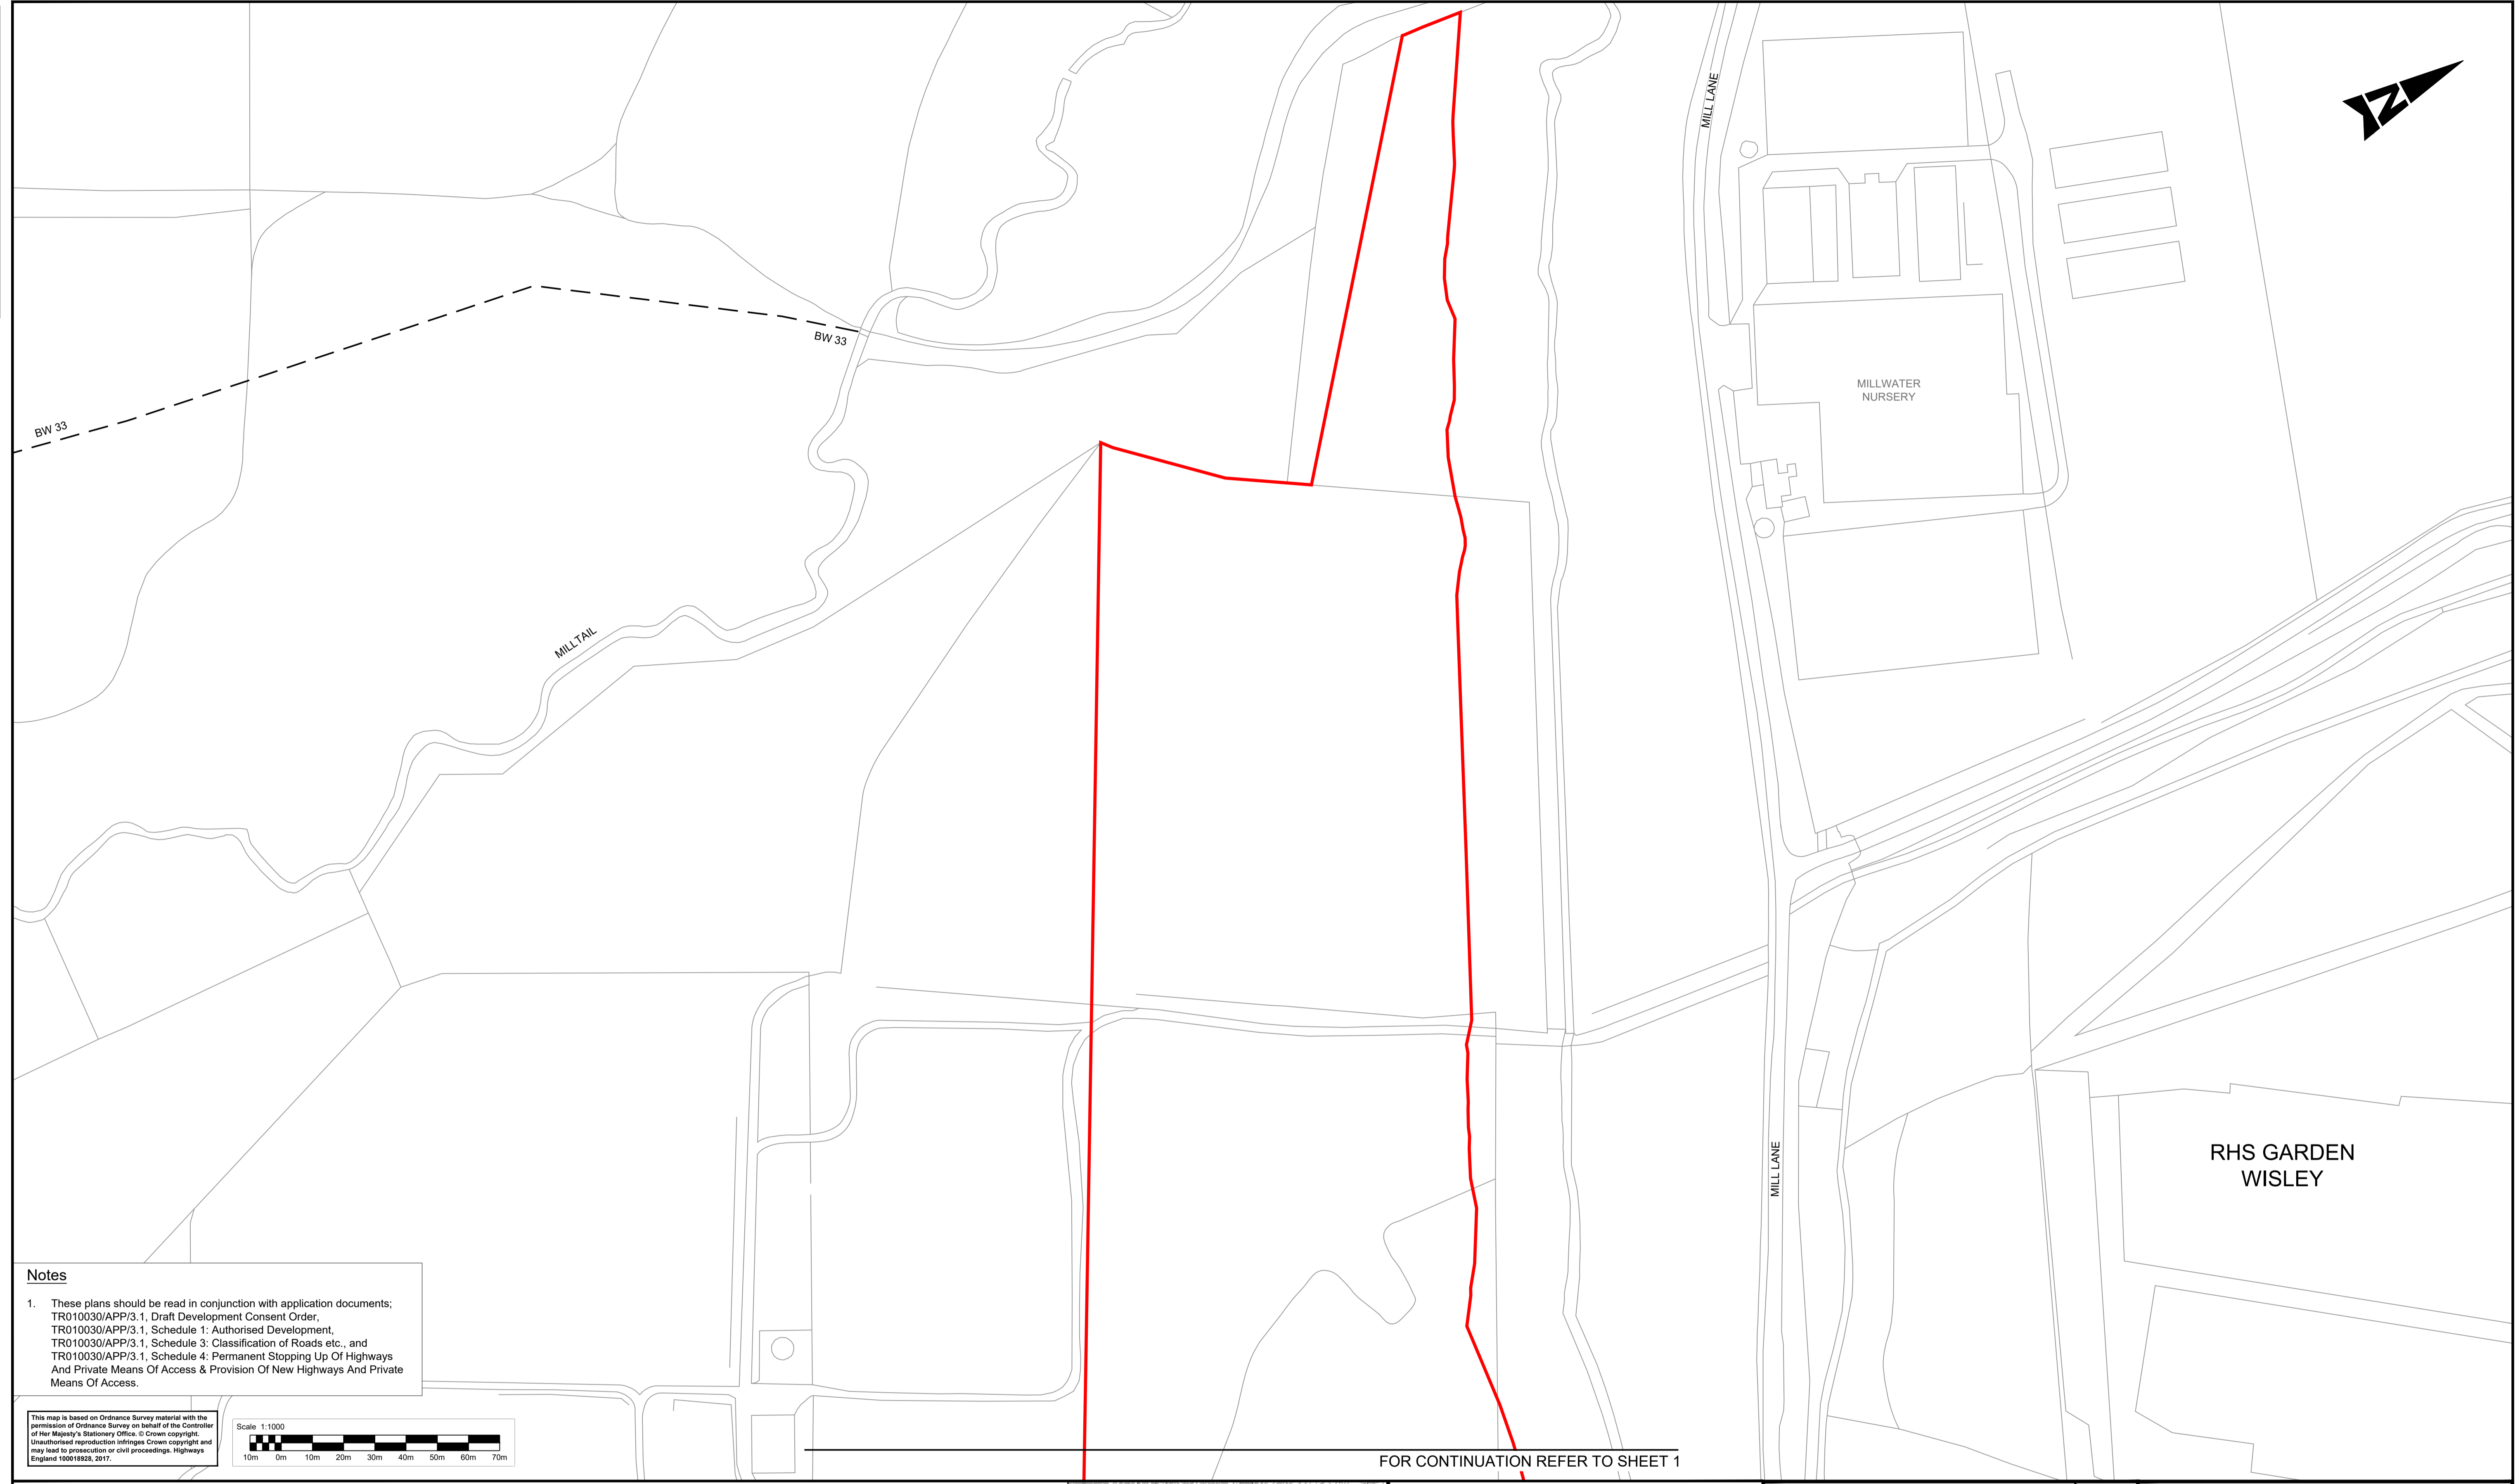 MILL LANE
N
BW 33
MILLWATER
NURSERY
BW 33
MILLTAIL
MILL LANE
RHS GARDEN
WISLEY
Notes
1. These plans should be read in conjunction with application documents;
TR010030/APP/3.1, Draft Development Consent Order,
TR010030/APP/3.1, Schedule 1: Authorised Development,
TR010030/APP/3.1, Schedule 3: Classification of Roads etc., and
TR010030/APP/3.1, Schedule 4: Permanent Stopping Up Of Highways
And Private Means Of Access & Provision Of New Highways And Private
Means Of Access.
This map is based on Ordnance Survey material with the
permission of Ordnance Survey on behalf of the Controller
of Her Majesty's Stationery Office. © Crown copyright.
Unauthorised reproduction infringes Crown copyright and
may lead to prosecution or civil proceedings. Highways
England 100018928, 2017.
Scale 1:1000
10m 0m 10m 20m 30m 40m 50m 60m 70m
FOR CONTINUATION REFER TO SHEET 1